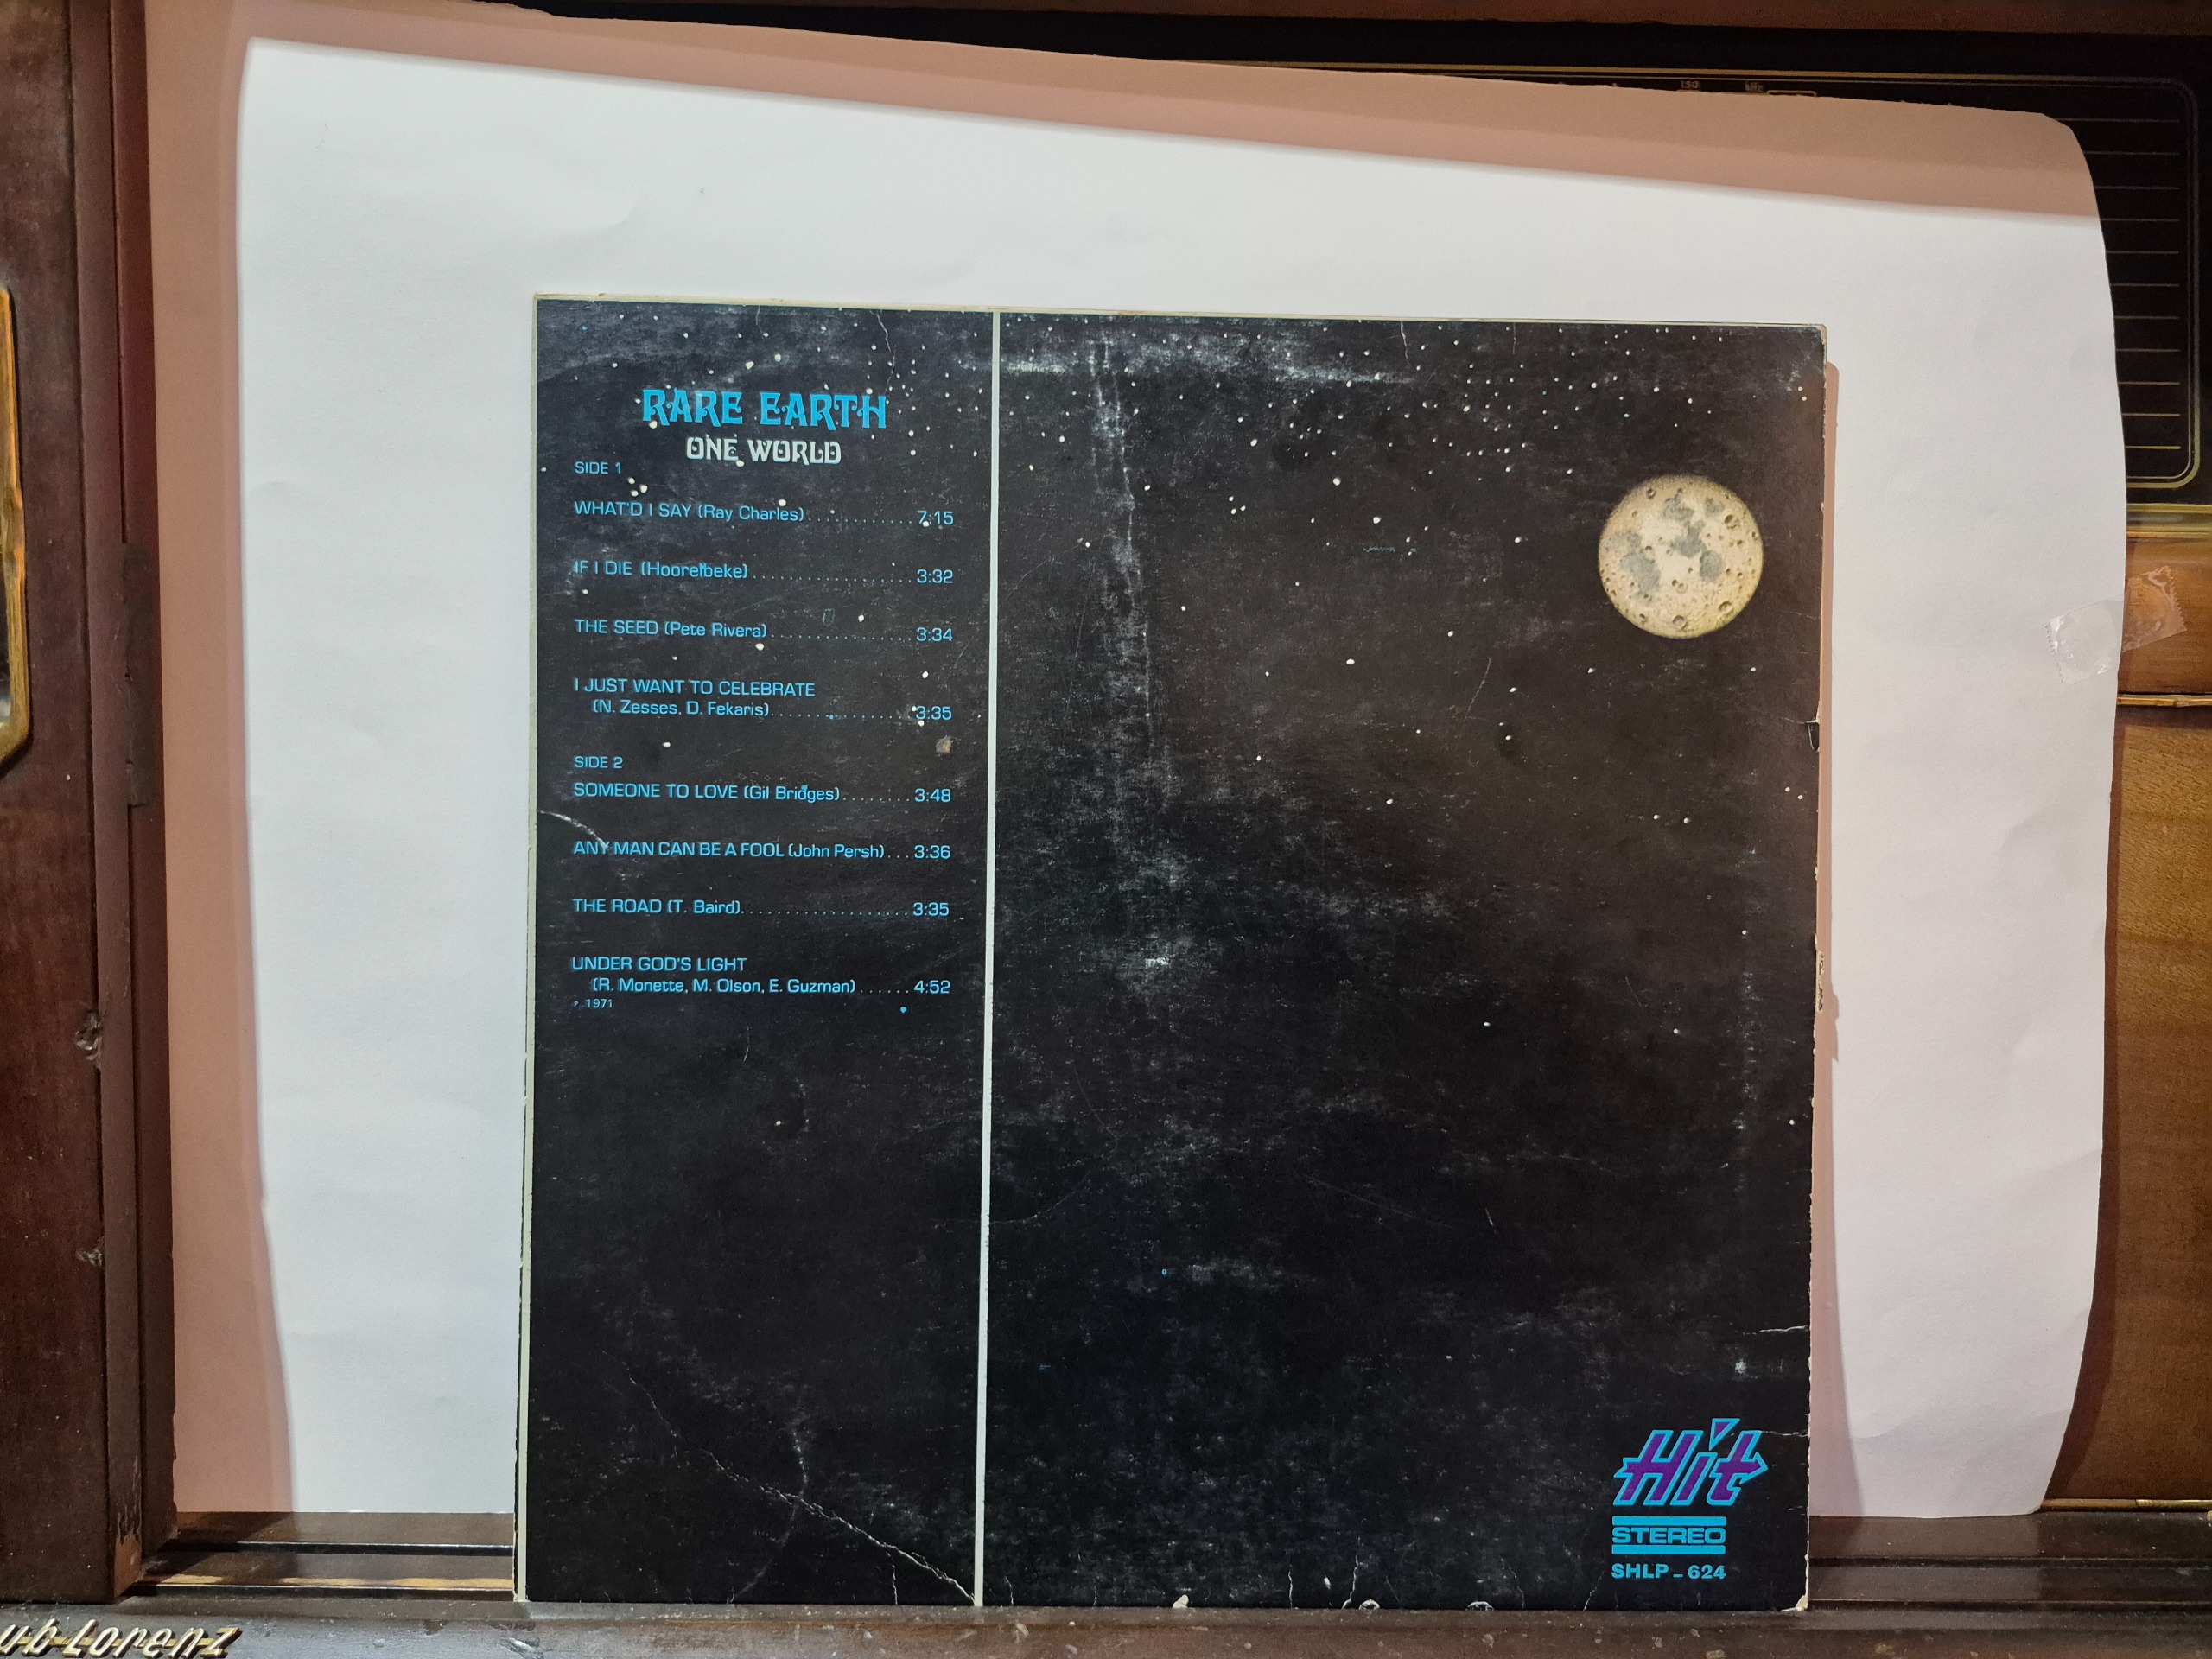 RARE EARTH
ONE WORLD
SIDE 1
WHAT'D I SAY (Ray Charles) . . . . . . . . . . . . 7:15
IF I DIE (Hoorelbeke) . . . . . . . . . . . . . . . . . . 3:32
THE SEED (Pete Rivera) . . . . . . . . . . . . . . . . 3:34
I JUST WANT TO CELEBRATE
(N. Zesses, D. Fekaris) . . . . . . . . . . . . . . . . 3:35
SIDE 2
SOMEONE TO LOVE (Gil Bridges) . . . . . . . . 3:48
ANY MAN CAN BE A FOOL (John Persh) . . . 3:36
THE ROAD (T. Baird) . . . . . . . . . . . . . . . . . . . 3:35
UNDER GOD'S LIGHT
(R. Monette, M. Olson, E. Guzman) . . . . . . 4:52
P 1971
Hit
STEREO
SHLP - 624
ub-Lorenz